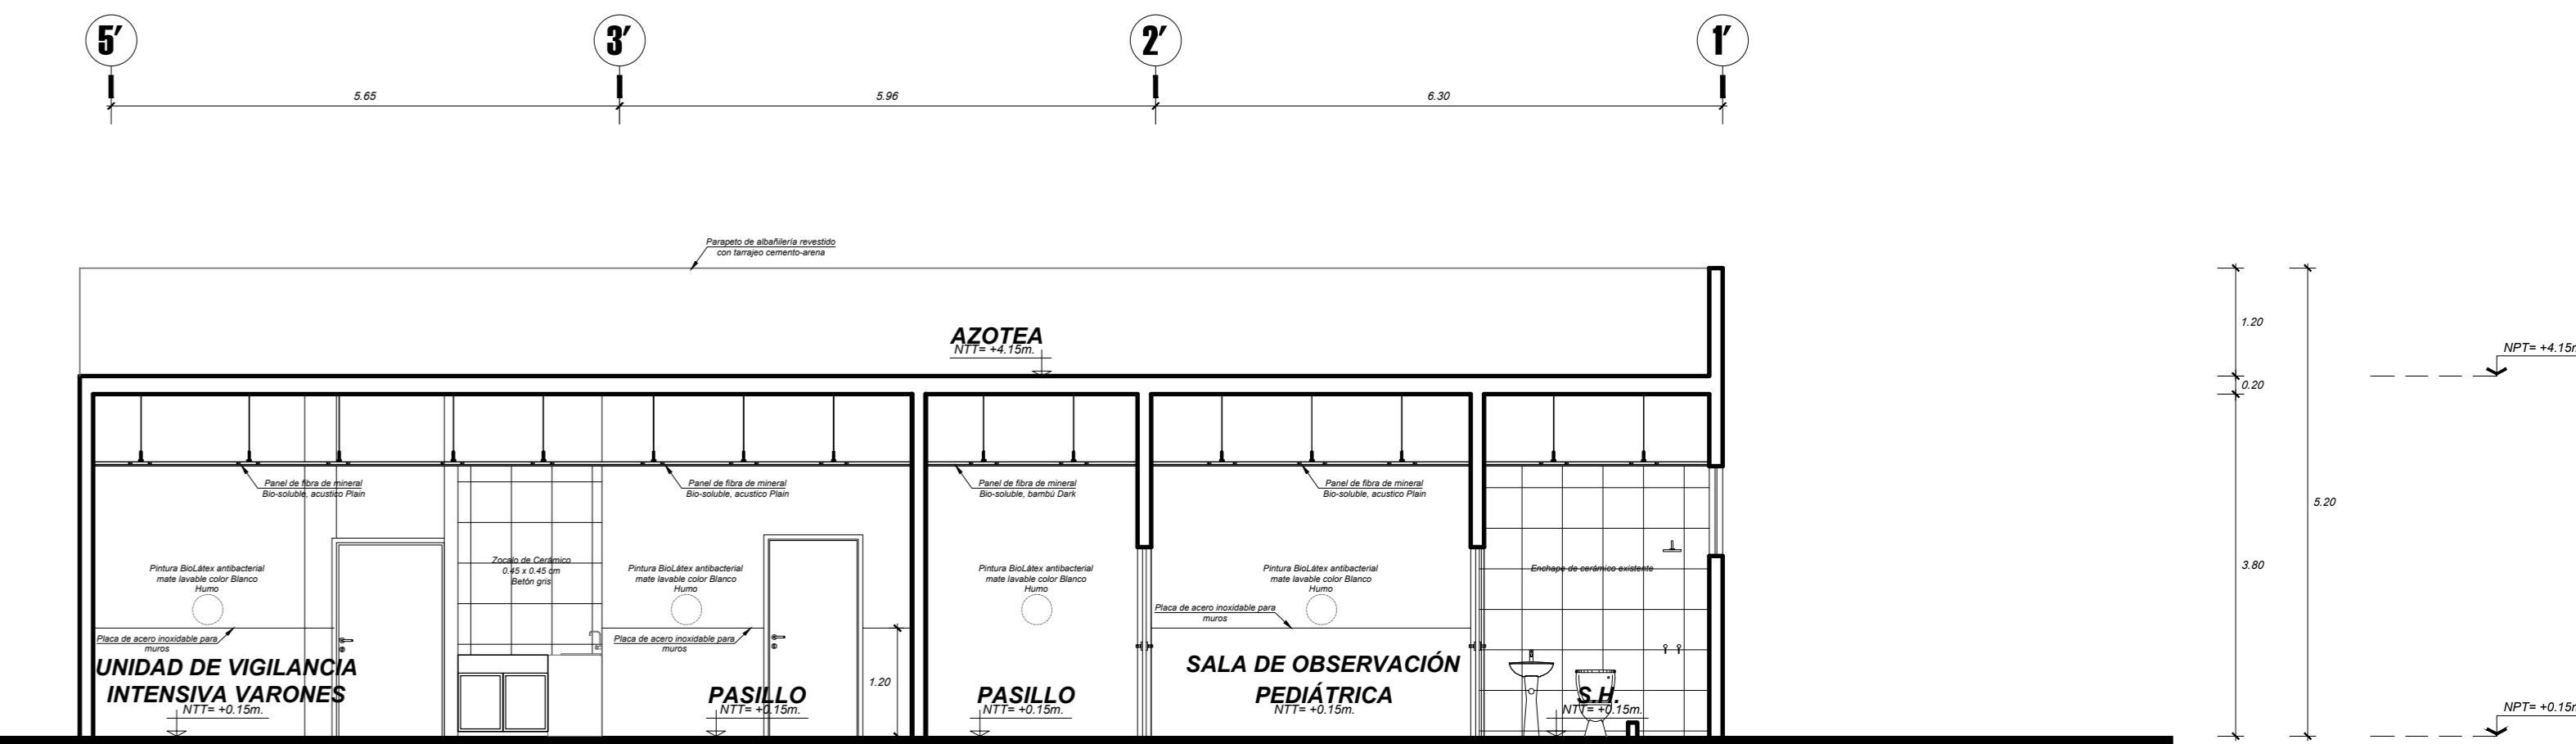 5'
3'
2'
1'
5.65
5.96
6.30
Parapeto de albañilería revestido
con tarrajeo cemento-arena
AZOTEA
NTT= +4.15m.
1.20
0.20
3.80
5.20
NPT= +4.15m
Panel de fibra de mineral
Bio-soluble, acustico Plain
Panel de fibra de mineral
Bio-soluble, acustico Plain
Panel de fibra de mineral
Bio-soluble, bambú Dark
Panel de fibra de mineral
Bio-soluble, acustico Plain
Pintura BioLátex antibacterial
mate lavable color Blanco
Humo
Zocalo de Cerámico
0.45 x 0.45 cm
Betón gris
Pintura BioLátex antibacterial
mate lavable color Blanco
Humo
Pintura BioLátex antibacterial
mate lavable color Blanco
Humo
Pintura BioLátex antibacterial
mate lavable color Blanco
Humo
Enchape de cerámico existente
Placa de acero inoxidable para
muros
Placa de acero inoxidable para
muros
Placa de acero inoxidable para
muros
UNIDAD DE VIGILANCIA
INTENSIVA VARONES
NTT= +0.15m.
PASILLO
NTT= +0.15m.
1.20
PASILLO
NTT= +0.15m.
SALA DE OBSERVACIÓN
PEDIÁTRICA
NTT= +0.15m.
S.H.
NTT= +0.15m.
NPT= +0.15m